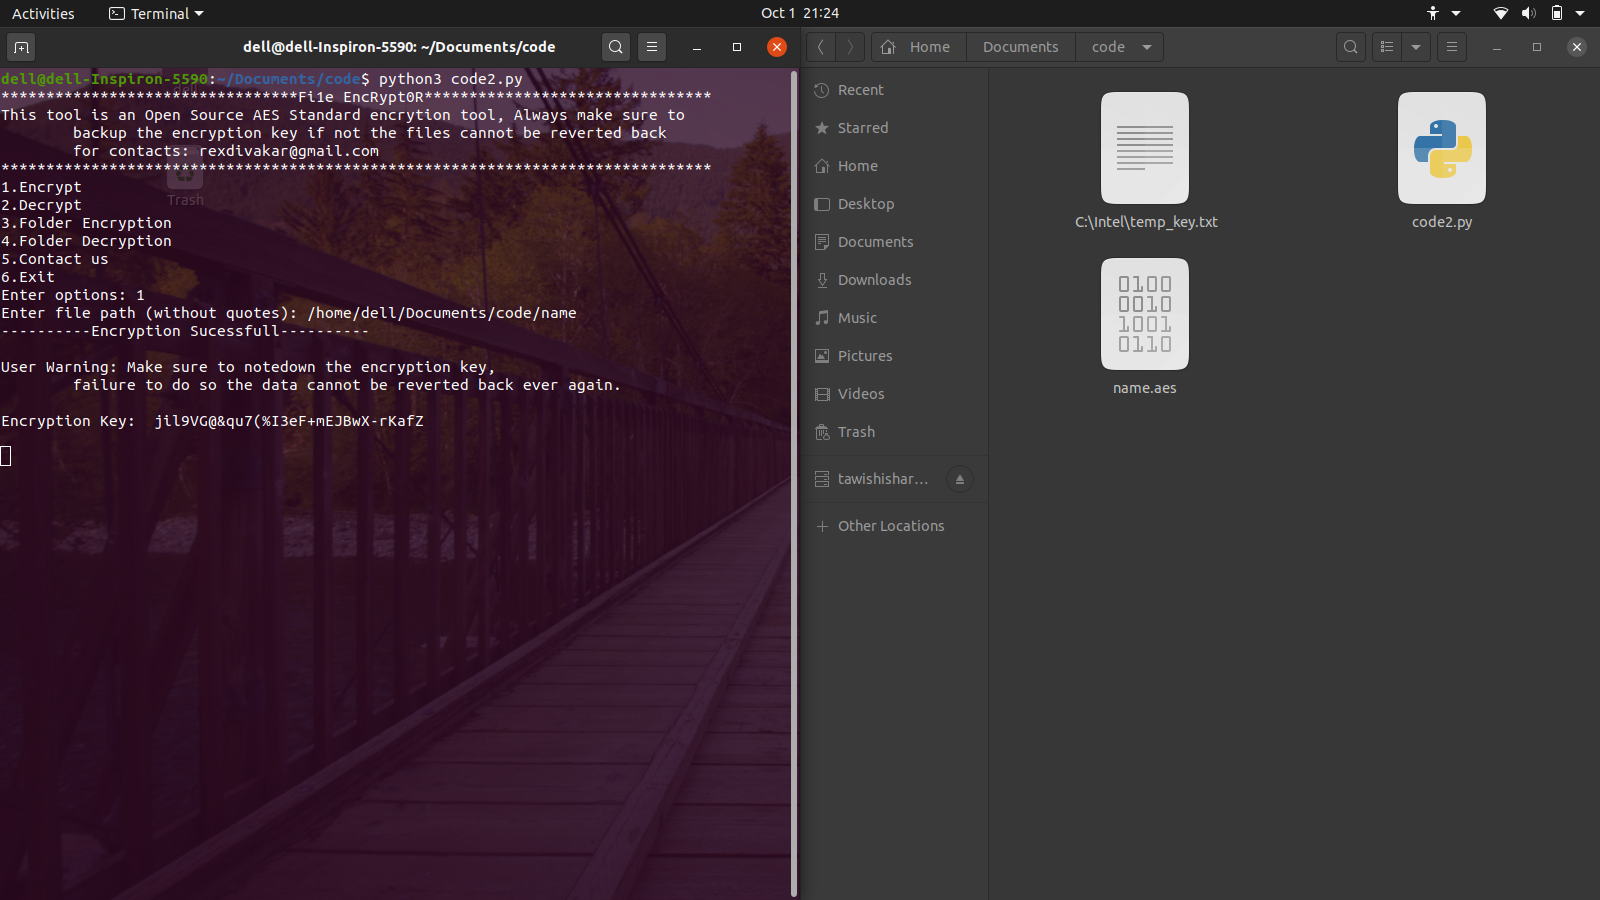 Activities
Terminal
Oct 1 21:24
dell@dell-Inspiron-5590: ~/Documents/code
dell@dell-Inspiron-5590:~/Documents/code$ python3 code2.py
*********************************Fi1e EncRypt0R********************************
This tool is an Open Source AES Standard encrytion tool, Always make sure to
backup the encryption key if not the files cannot be reverted back
for contacts: rexdivakar@gmail.com
*******************************************************************************
1.Encrypt
2.Decrypt
Trash
3.Folder Encryption
4.Folder Decryption
5.Contact us
6.Exit
Enter options: 1
Enter file path (without quotes): /home/dell/Documents/code/name
----------Encryption Sucessfull----------
User Warning: Make sure to notedown the encryption key,
failure to do so the data cannot be reverted back ever again.
Encryption Key:  jil9VG@&qu7(%I3eF+mEJBwX-rKafZ
Home
Documents
code
Recent
Starred
Home
Desktop
Documents
Downloads
Music
Pictures
Videos
Trash
tawishishar...
Other Locations
C:\Intel\temp_key.txt
code2.py
0100
0010
1001
0110
name.aes